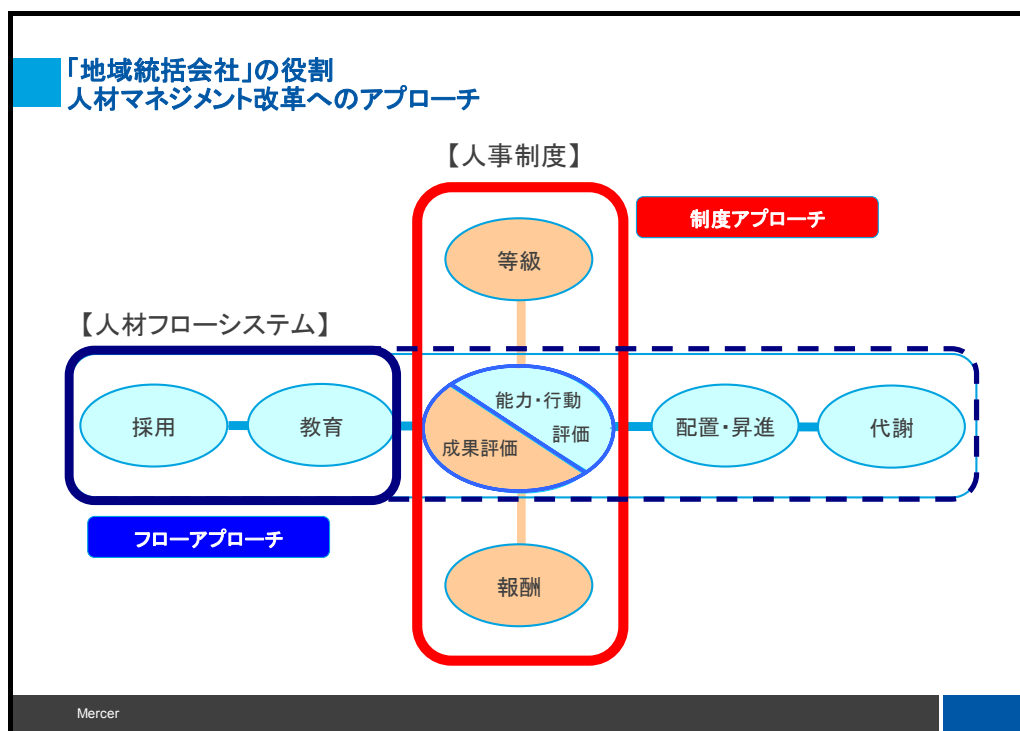 「地域統括会社」の役割
人材マネジメント改革へのアプローチ
【人事制度】
制度アプローチ
等級
【人材フローシステム】
採用
教育
能力・行動
評価
成果評価
配置・昇進
代謝
フローアプローチ
報酬
Mercer